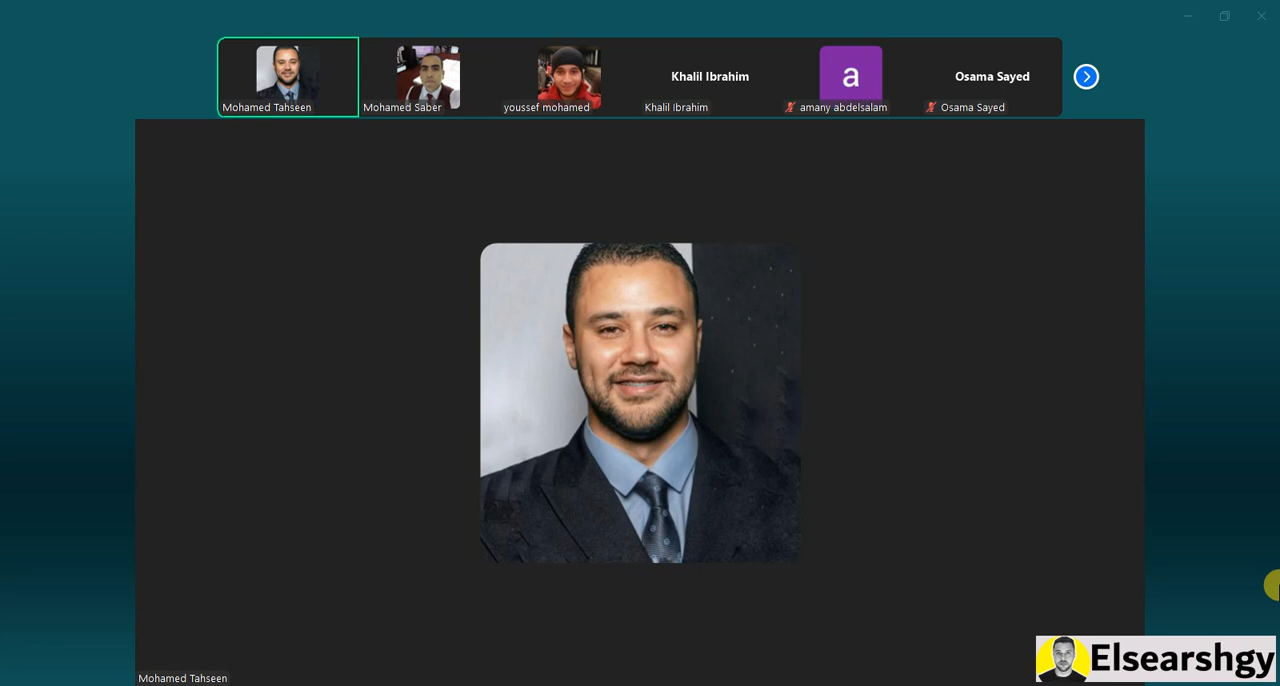 Khalil Ibrahim
a
Osama Sayed
Mohamed Tahseen
Mohamed Saber
youssef mohamed
Khalil Ibrahim
amany abdelsalam
Osama Sayed
Mohamed Tahseen
Elsearshgy